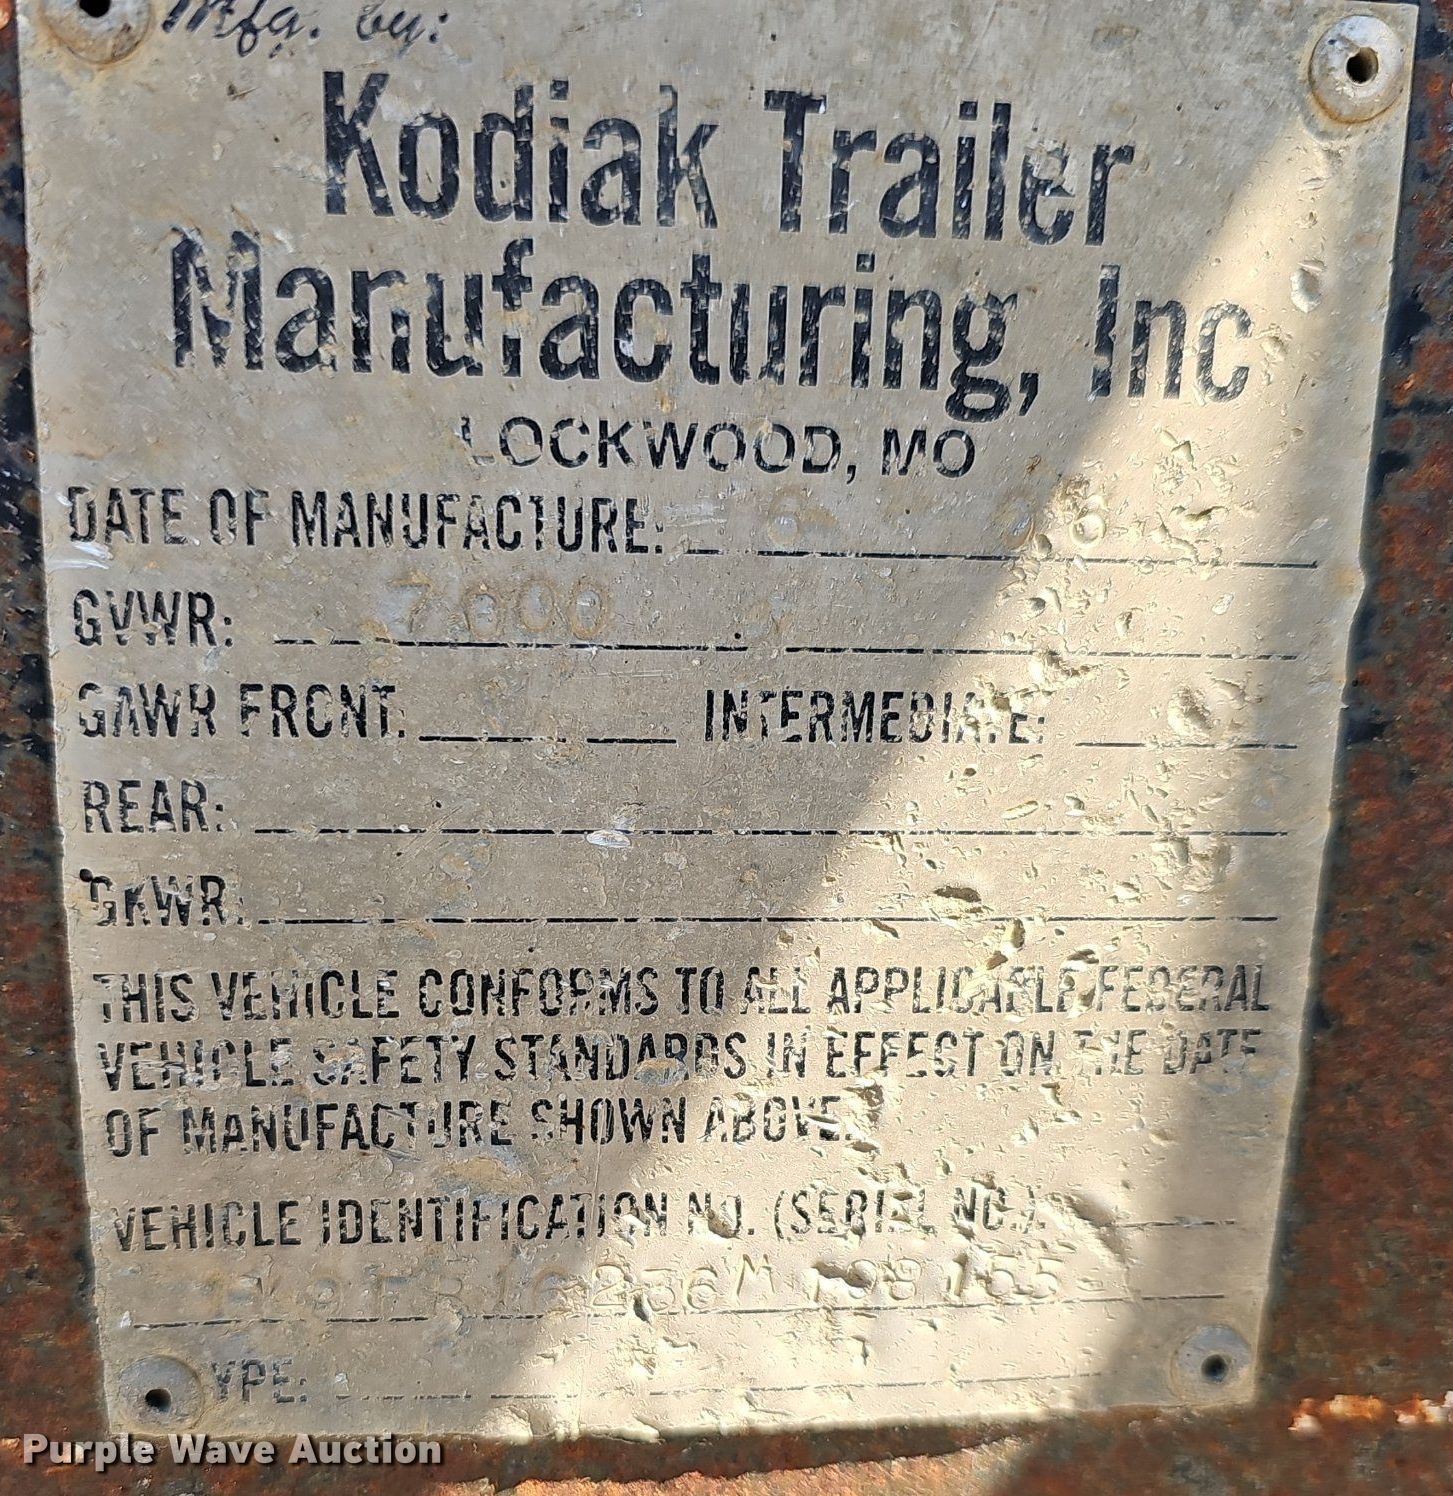 Mfg. by:
Kodiak Trailer
Manufacturing, Inc
LOCKWOOD, MO
DATE OF MANUFACTURE: 6
GVWR: 7000
GAWR FRONT: INTERMEDIATE:
REAR:
GKWR:
THIS VEHICLE CONFORMS TO ALL APPLICABLE FEDERAL
VEHICLE SAFETY STANDARDS IN EFFECT ON THE DATE
OF MANUFACTURE SHOWN ABOVE.
VEHICLE IDENTIFICATION NO. (SERIAL NO.)
TYPE:
Purple Wave Auction